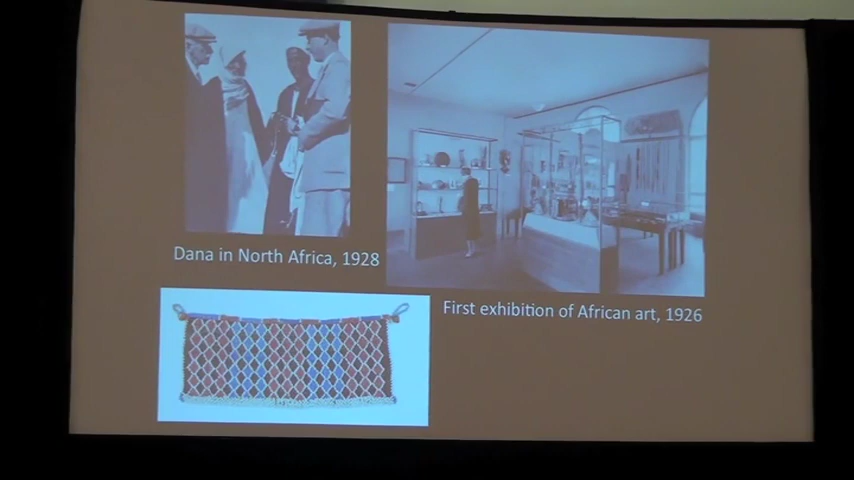 Dana in North Africa, 1928
First exhibition of African art, 1926